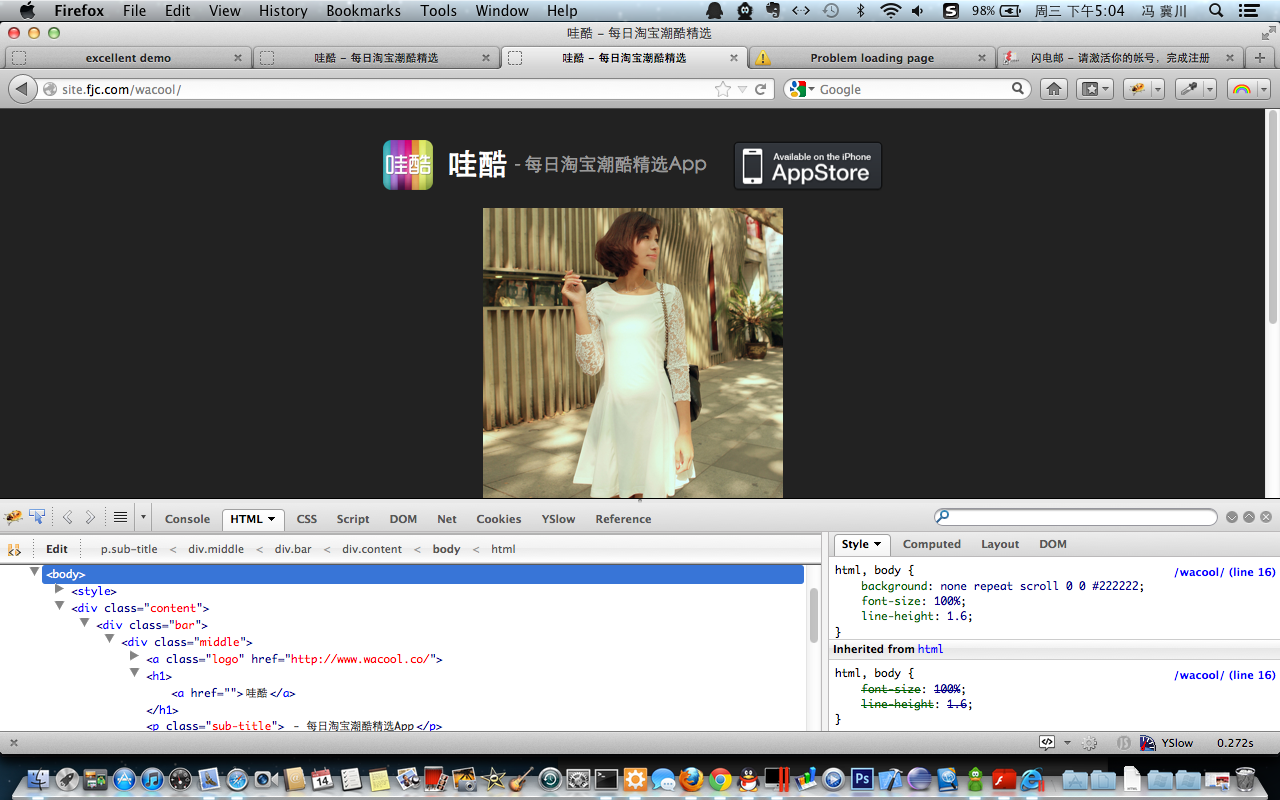 Firefox File Edit View History Bookmarks Tools Window Help 98% 周三 下午5:04 冯 冀川
哇酷 – 每日淘宝潮酷精选
excellent demo
哇酷 – 每日淘宝潮酷精选
哇酷 – 每日淘宝潮酷精选
Problem loading page
闪电邮 – 请激活你的帐号，完成注册
site.fjc.com/wacool/
Google
哇酷
哇酷 - 每日淘宝潮酷精选App
Available on the iPhone
AppStore
Console HTML CSS Script DOM Net Cookies YSlow Reference
Edit p.sub-title < div.middle < div.bar < div.content < body < html
Style Computed Layout DOM
<body>
<style>
<div class="content">
<div class="bar">
<div class="middle">
<a class="logo" href="http://www.wacool.co/">
<h1>
<a href="">哇酷</a>
</h1>
<p class="sub-title"> - 每日淘宝潮酷精选App</p>
html, body { /wacool/ (line 16)
background: none repeat scroll 0 0 #222222;
font-size: 100%;
line-height: 1.6;
}
Inherited from html
html, body { /wacool/ (line 16)
font-size: 100%;
line-height: 1.6;
}
YSlow 0.272s
14
Ps